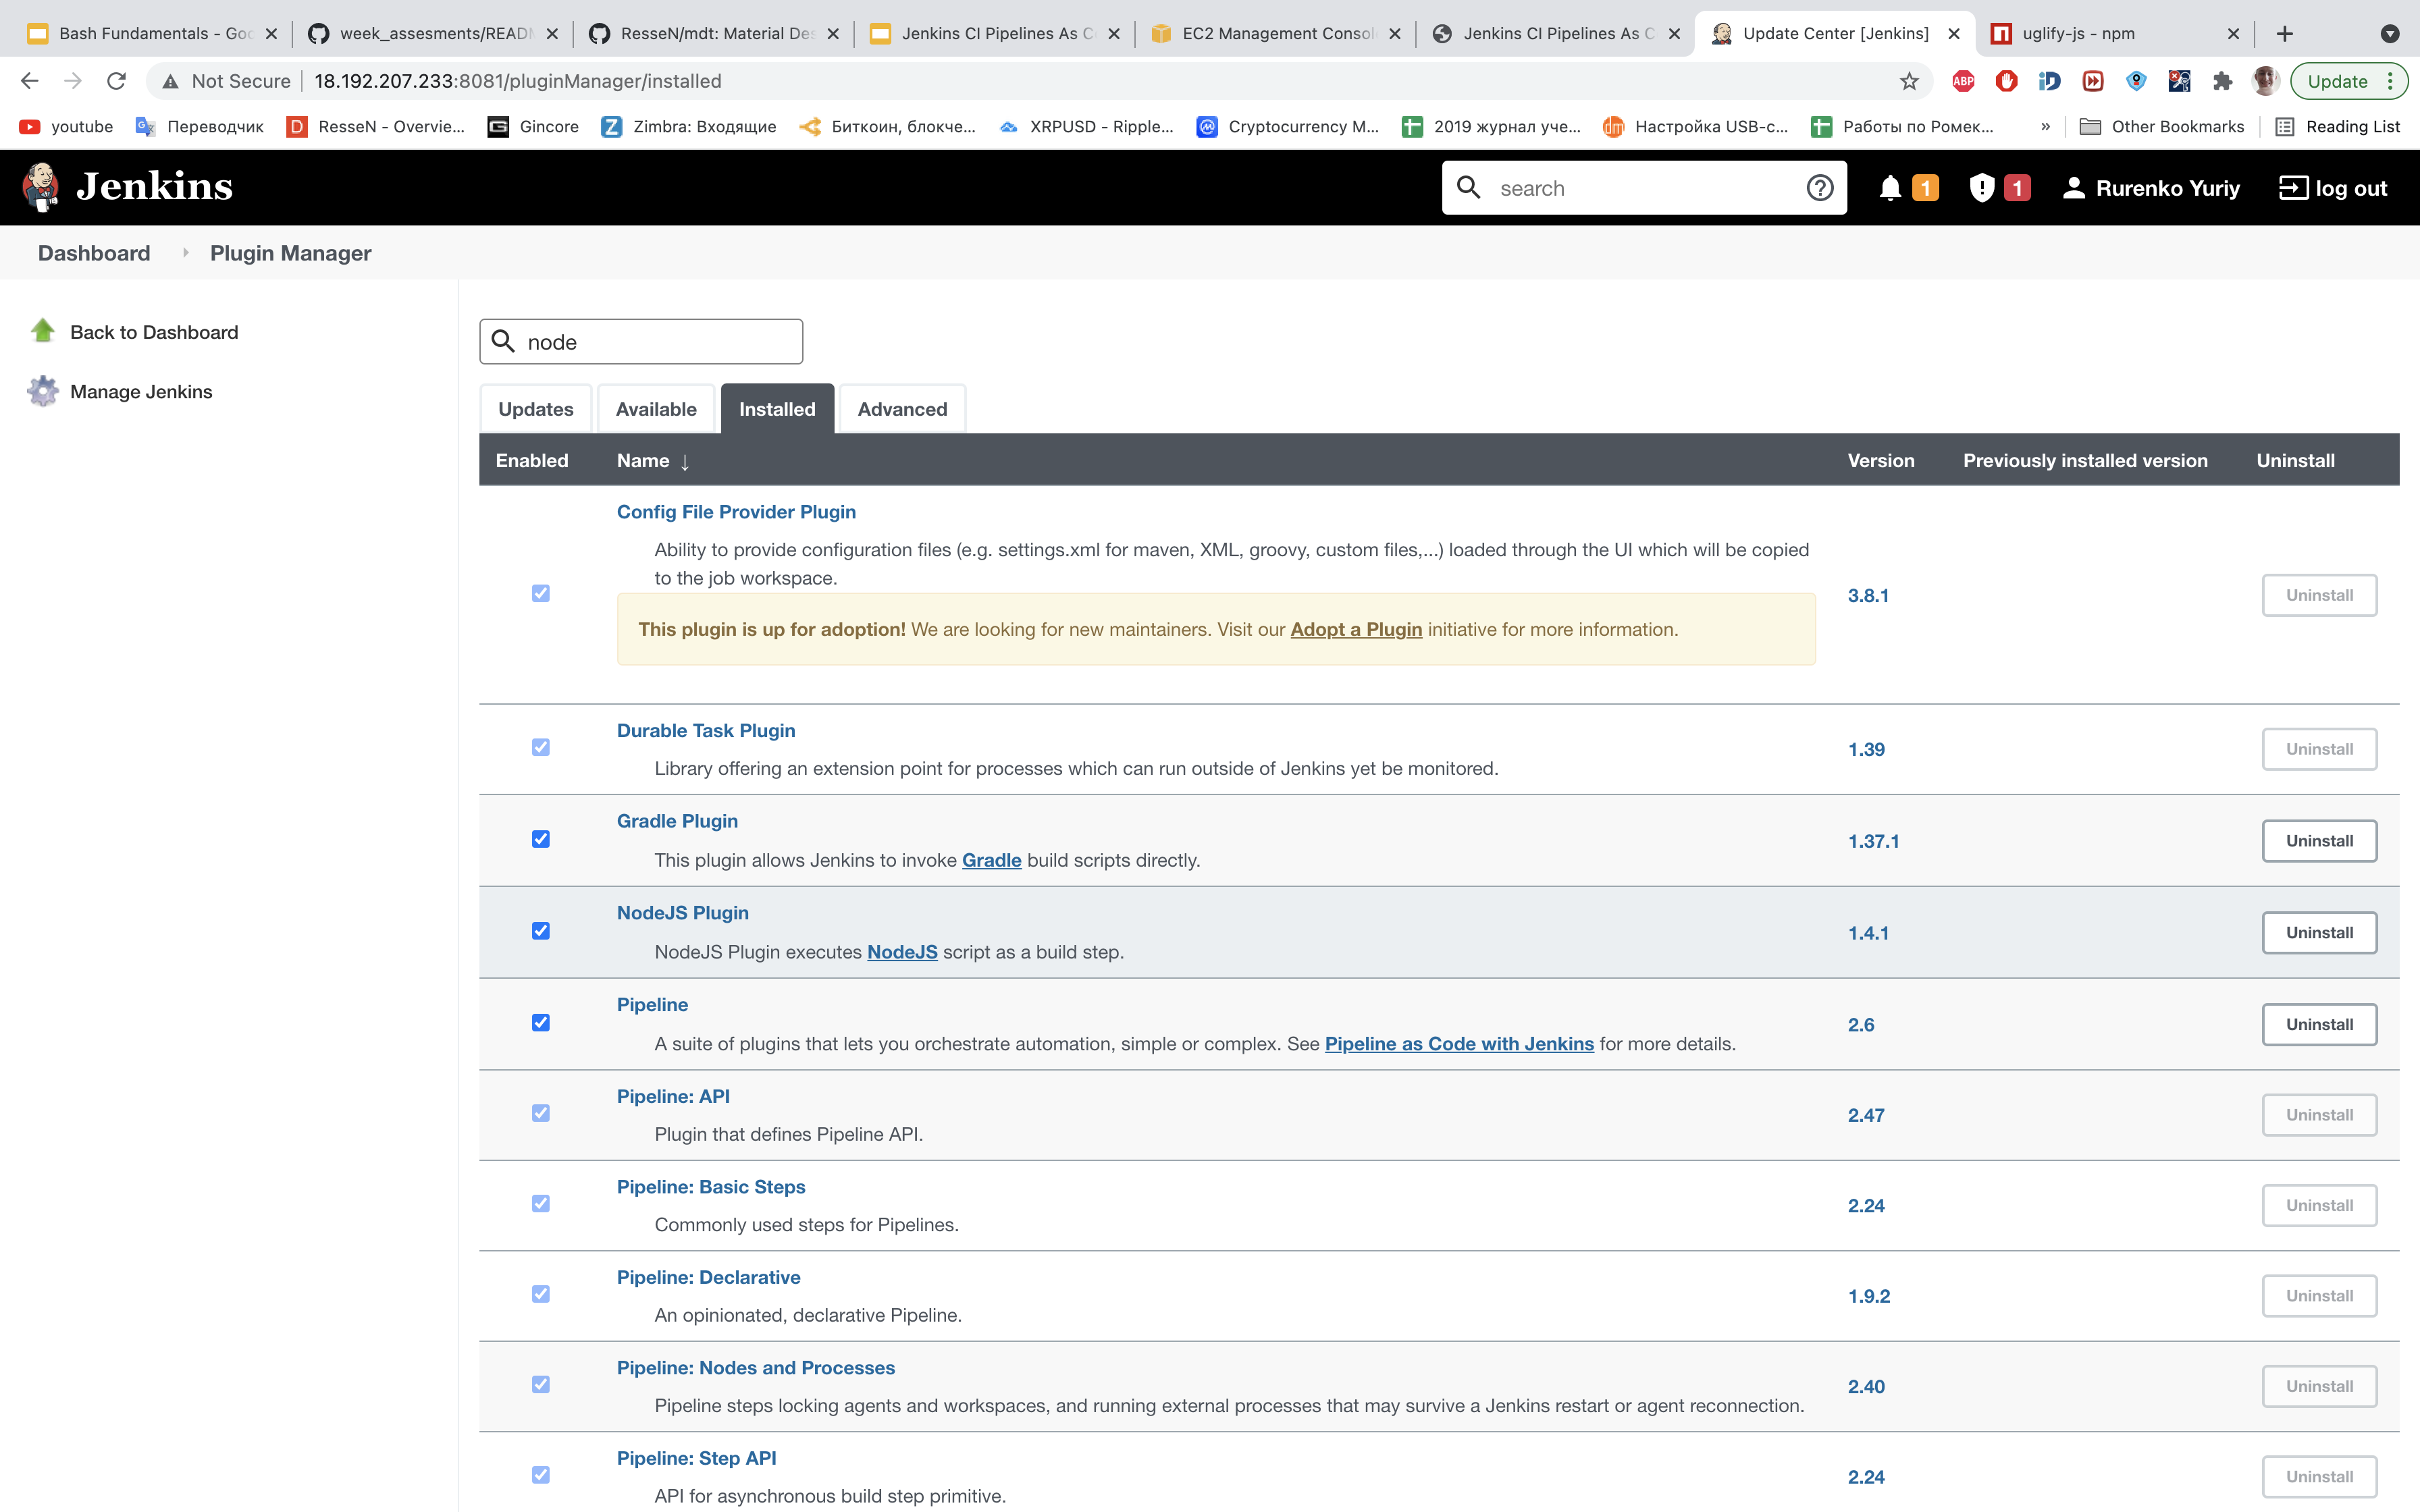 Bash Fundamentals - Goo
week_assesments/READM
ResseN/mdt: Material Des
Jenkins CI Pipelines As C
EC2 Management Consol
Jenkins CI Pipelines As C
Update Center [Jenkins]
uglify-js - npm
Not Secure 18.192.207.233:8081/pluginManager/installed
ABP
Update
youtube
Переводчик
ResseN - Overvie...
Gincore
Zimbra: Входящие
Биткоин, блокче...
XRPUSD - Ripple...
Cryptocurrency M...
2019 журнал уче...
Настройка USB-с...
Работы по Ромек...
»
Other Bookmarks
Reading List
Jenkins
search
1
1
Rurenko Yuriy
log out
Dashboard
Plugin Manager
Back to Dashboard
Manage Jenkins
node
Updates
Available
Installed
Advanced
Enabled Name ↓ Version Previously installed version Uninstall
Config File Provider Plugin
Ability to provide configuration files (e.g. settings.xml for maven, XML, groovy, custom files,...) loaded through the UI which will be copied
to the job workspace.
This plugin is up for adoption! We are looking for new maintainers. Visit our Adopt a Plugin initiative for more information.
3.8.1
Uninstall
Durable Task Plugin
Library offering an extension point for processes which can run outside of Jenkins yet be monitored.
1.39
Uninstall
Gradle Plugin
This plugin allows Jenkins to invoke Gradle build scripts directly.
1.37.1
Uninstall
NodeJS Plugin
NodeJS Plugin executes NodeJS script as a build step.
1.4.1
Uninstall
Pipeline
A suite of plugins that lets you orchestrate automation, simple or complex. See Pipeline as Code with Jenkins for more details.
2.6
Uninstall
Pipeline: API
Plugin that defines Pipeline API.
2.47
Uninstall
Pipeline: Basic Steps
Commonly used steps for Pipelines.
2.24
Uninstall
Pipeline: Declarative
An opinionated, declarative Pipeline.
1.9.2
Uninstall
Pipeline: Nodes and Processes
Pipeline steps locking agents and workspaces, and running external processes that may survive a Jenkins restart or agent reconnection.
2.40
Uninstall
Pipeline: Step API
API for asynchronous build step primitive.
2.24
Uninstall